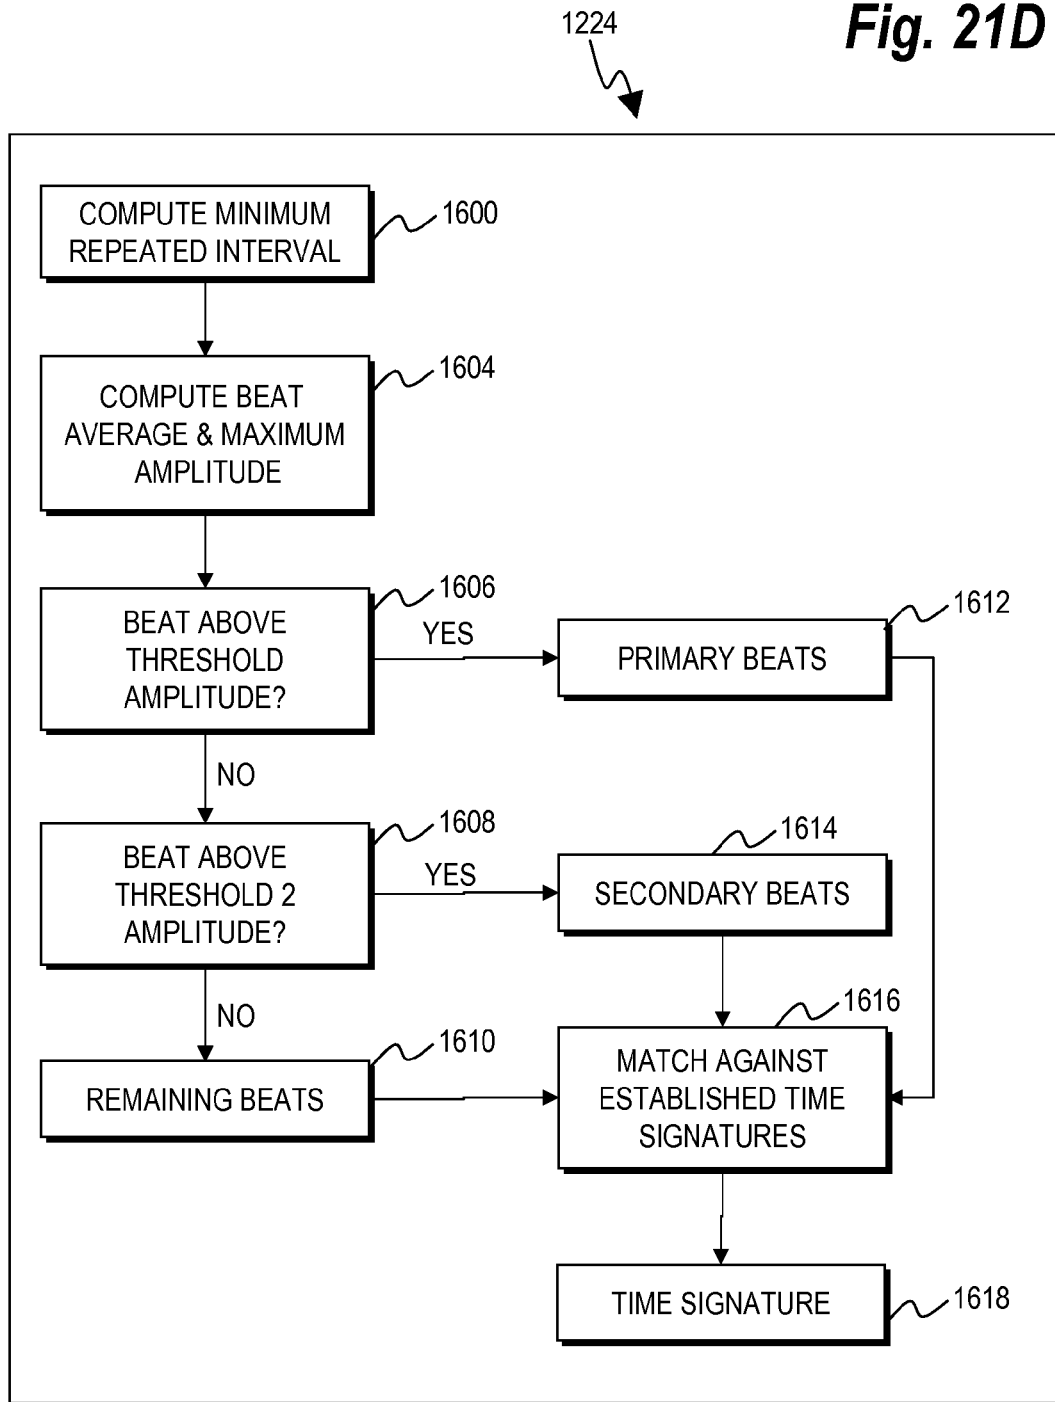 Fig. 21D
1224
COMPUTE MINIMUM
REPEATED INTERVAL
1600
COMPUTE BEAT
AVERAGE & MAXIMUM
AMPLITUDE
1604
BEAT ABOVE
THRESHOLD
AMPLITUDE?
1606
YES
PRIMARY BEATS
1612
NO
BEAT ABOVE
THRESHOLD 2
AMPLITUDE?
1608
YES
SECONDARY BEATS
1614
NO
REMAINING BEATS
1610
MATCH AGAINST
ESTABLISHED TIME
SIGNATURES
1616
TIME SIGNATURE
1618